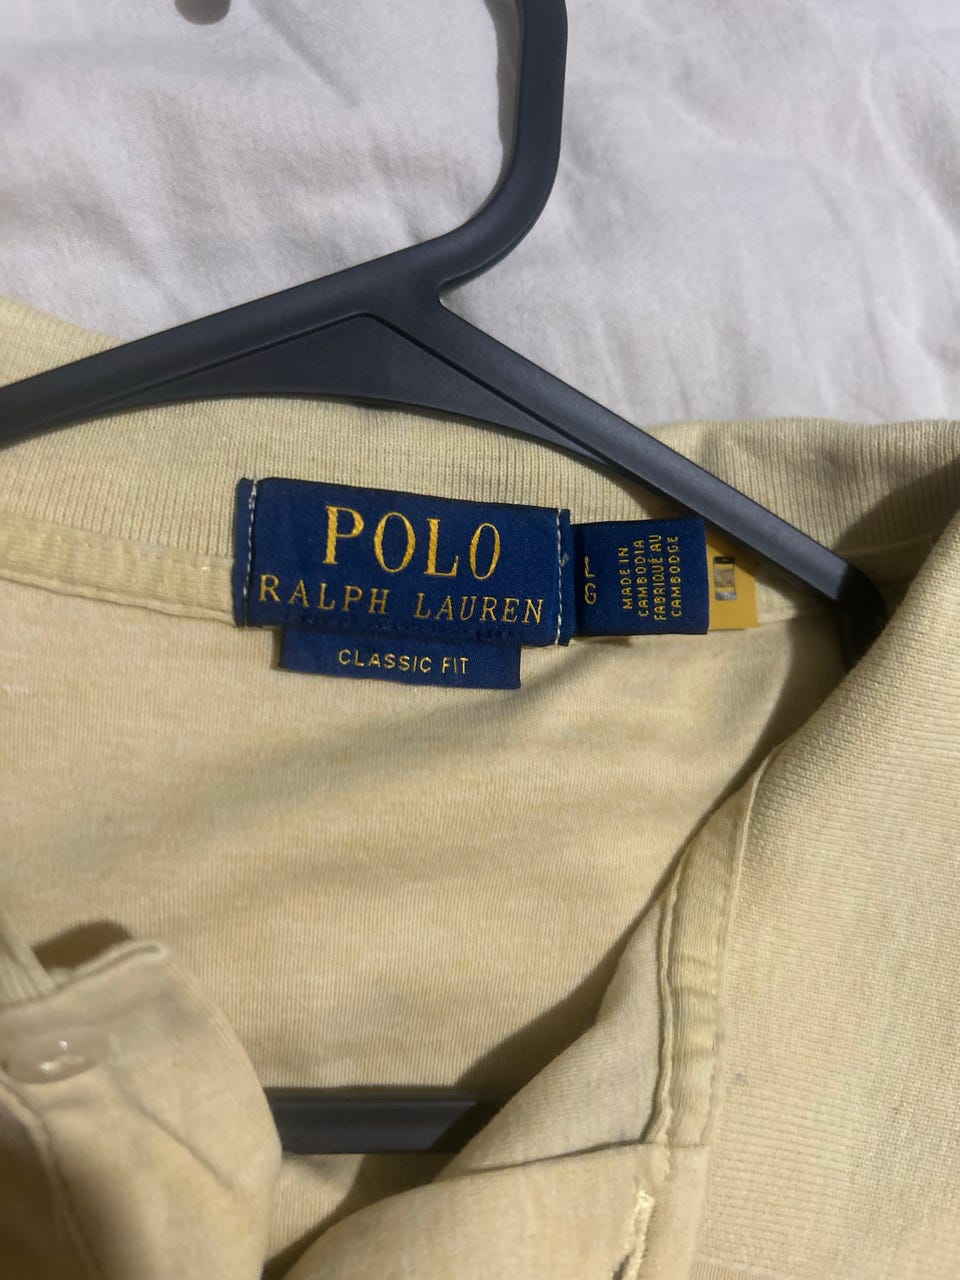 POLO
RALPH LAUREN
CLASSIC FIT
L
G
MADE IN
CAMBODIA
FABRIQUÉ AU
CAMBODGE